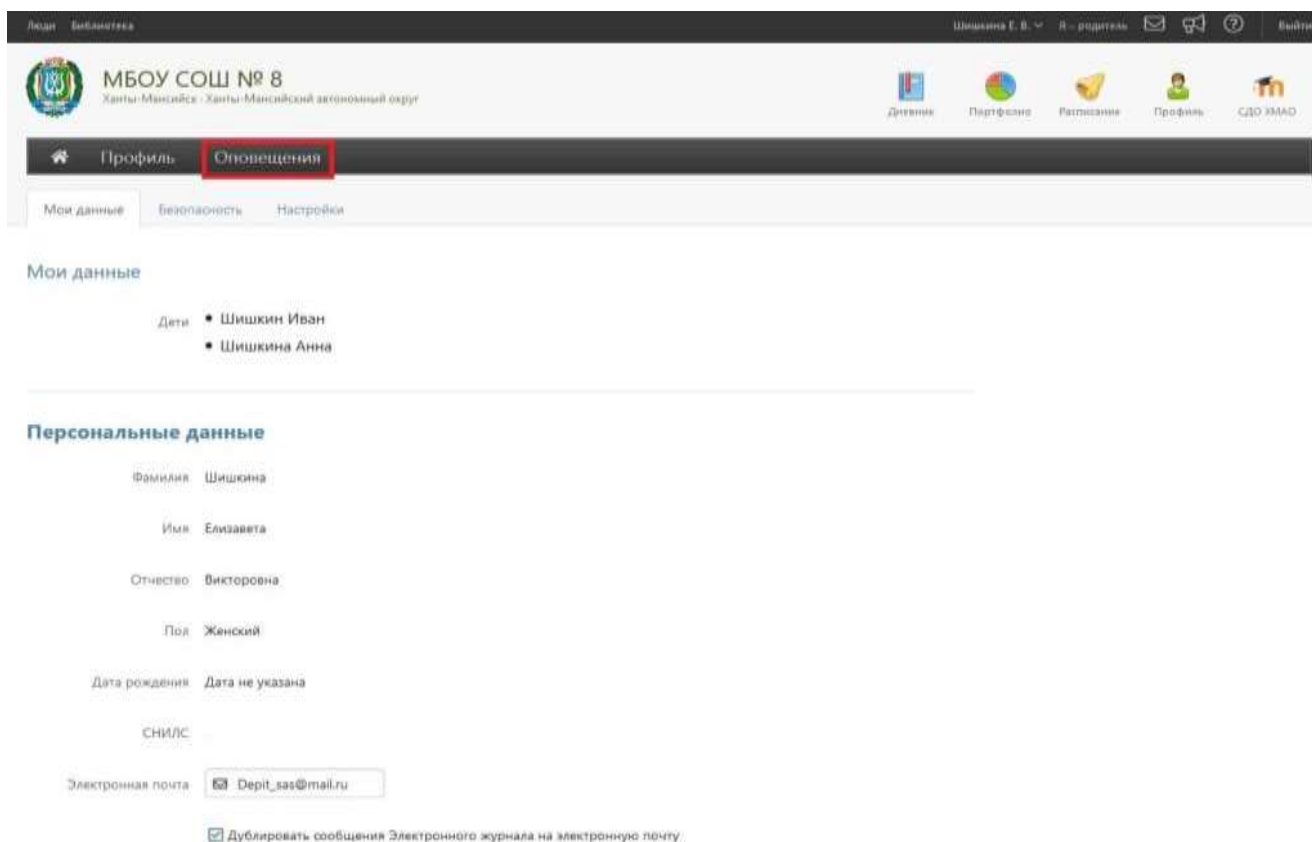 Люди Библиотека Шишкина Е. В. Я – родитель Выйти
МБОУ СОШ № 8
Ханты-Мансийск · Ханты-Мансийский автономный округ
Дневник Портфолио Расписание Профиль СДО ХМАО
Профиль Оповещения
Мои данные Безопасность Настройки
Мои данные
Дети • Шишкин Иван
• Шишкина Анна
Персональные данные
Фамилия Шишкина
Имя Елизавета
Отчество Викторовна
Пол Женский
Дата рождения Дата не указана
СНИЛС
Электронная почта Depit_sas@mail.ru
Дублировать сообщения Электронного журнала на электронную почту